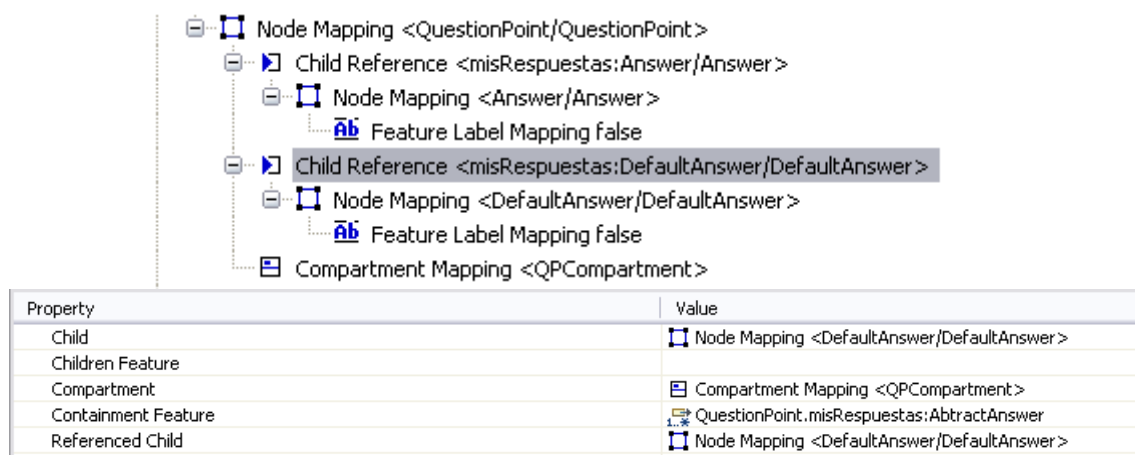 Node Mapping <QuestionPoint/QuestionPoint>
Child Reference <misRespuestas:Answer/Answer>
Node Mapping <Answer/Answer>
Ab Feature Label Mapping false
Child Reference <misRespuestas:DefaultAnswer/DefaultAnswer>
Node Mapping <DefaultAnswer/DefaultAnswer>
Ab Feature Label Mapping false
Compartment Mapping <QPCompartment>
Property Value
Child Node Mapping <DefaultAnswer/DefaultAnswer>
Children Feature
Compartment Compartment Mapping <QPCompartment>
Containment Feature 1..* QuestionPoint.misRespuestas:AbtractAnswer
Referenced Child Node Mapping <DefaultAnswer/DefaultAnswer>